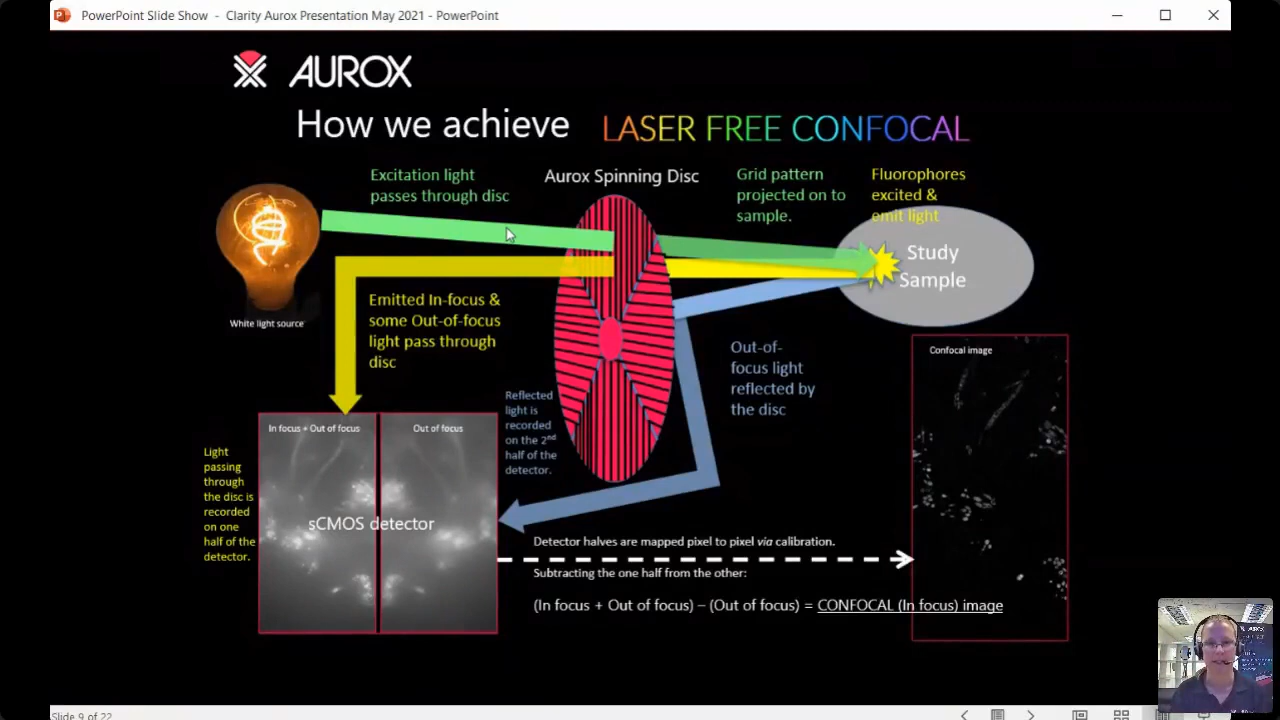 PowerPoint Slide Show - Clarity Aurox Presentation May 2021 - PowerPoint
AUROX
How we achieve LASER FREE CONFOCAL
Excitation light
passes through disc
Aurox Spinning Disc
Grid pattern
projected on to
sample.
Fluorophores
excited &
emit light
Study
Sample
White light source
Emitted In-focus &
some Out-of-focus
light pass through
disc
Out-of-
focus light
reflected by
the disc
Confocal image
Reflected
light is
recorded
on the 2nd
half of the
detector.
In focus + Out of focus
Out of focus
Light
passing
through
the disc is
recorded
on one
half of the
detector.
sCMOS detector
Detector halves are mapped pixel to pixel via calibration.
Subtracting the one half from the other:
(In focus + Out of focus) – (Out of focus) = CONFOCAL (In focus) image
Slide 9 of 22